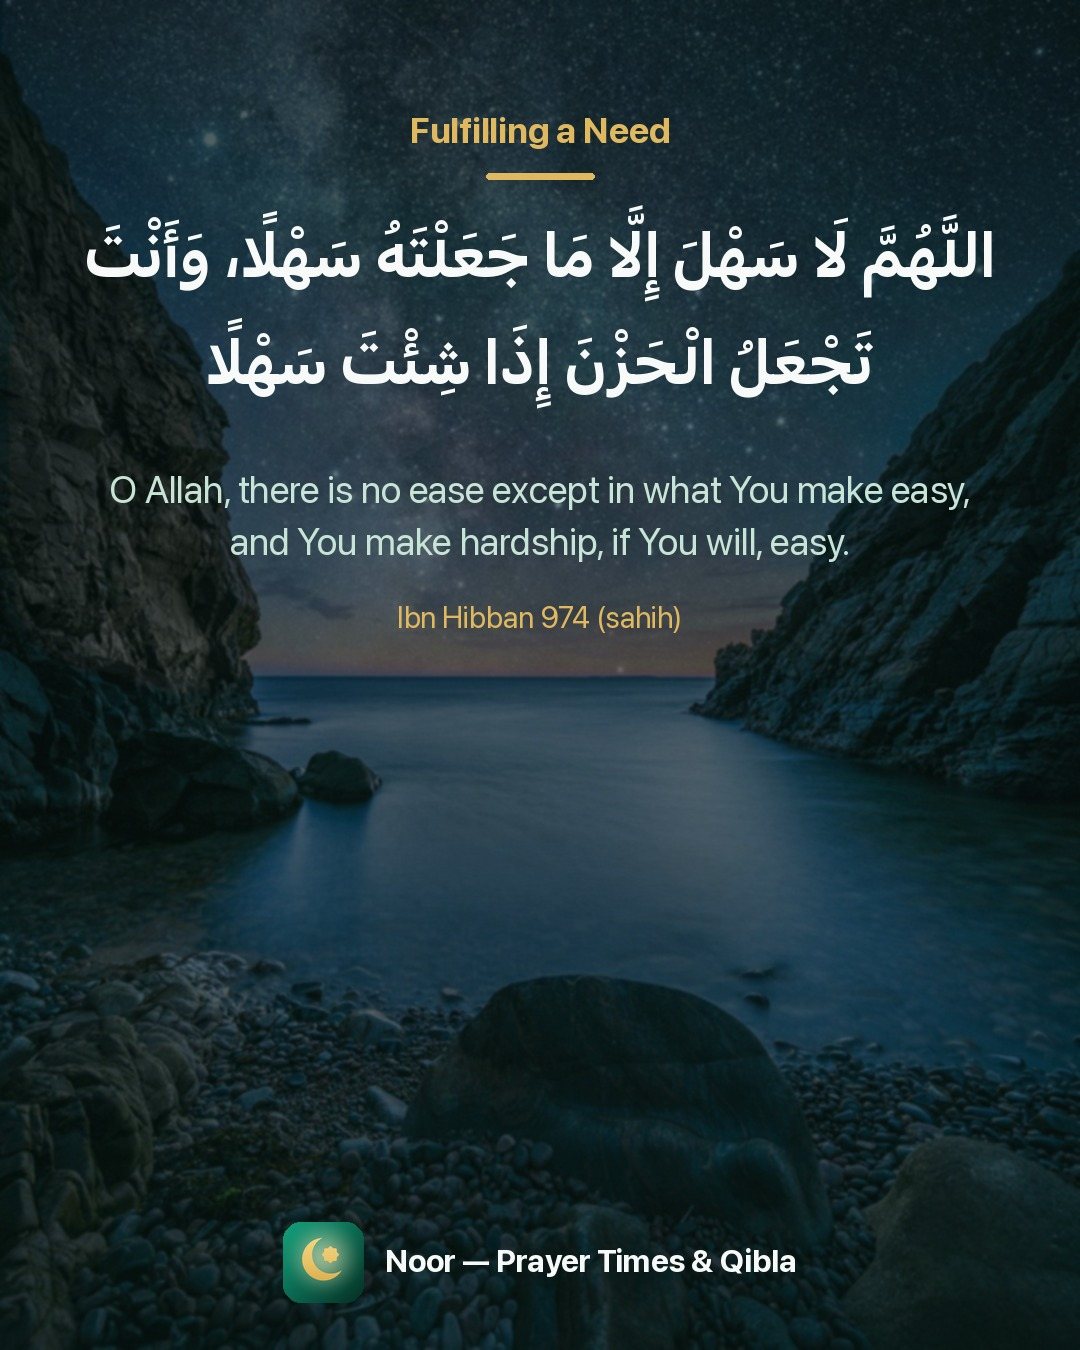 Fulfilling a Need
اللَّهُمَّ لَا سَهْلَ إِلَّا مَا جَعَلْتَهُ سَهْلًا، وَأَنْتَ
تَجْعَلُ الْحَزْنَ إِذَا شِئْتَ سَهْلًا
O Allah, there is no ease except in what You make easy,
and You make hardship, if You will, easy.
Ibn Hibban 974 (sahih)
Noor — Prayer Times & Qibla